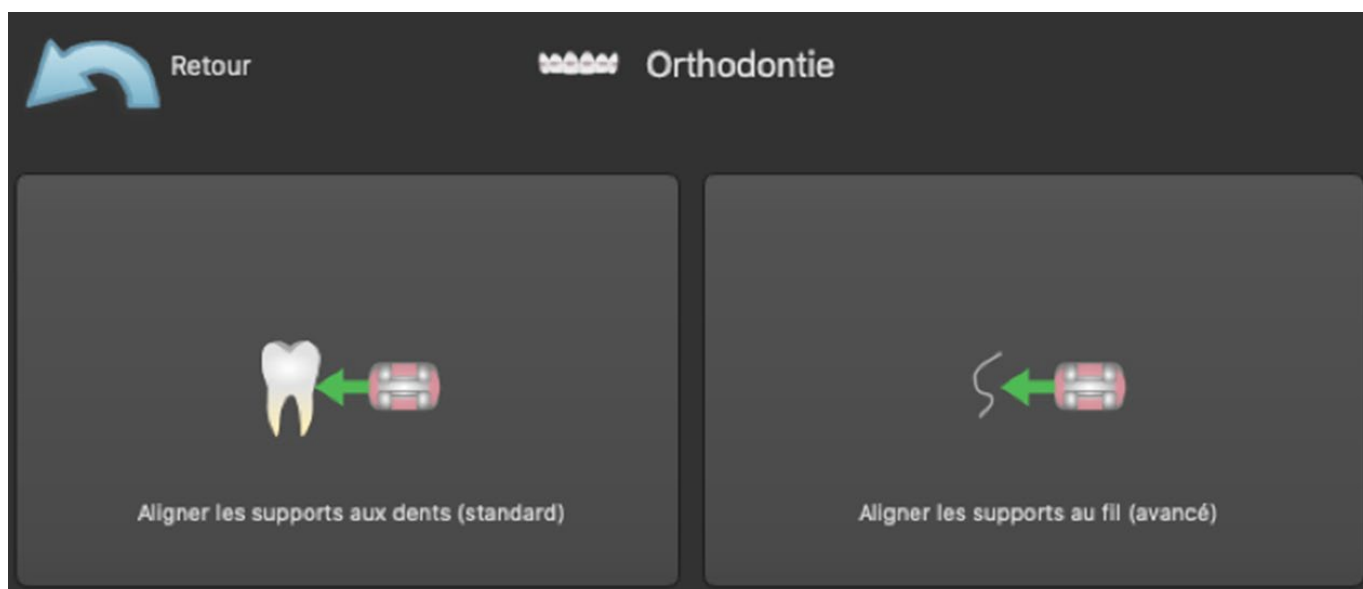 Retour
Orthodontie
Aligner les supports aux dents (standard)
Aligner les supports au fil (avancé)